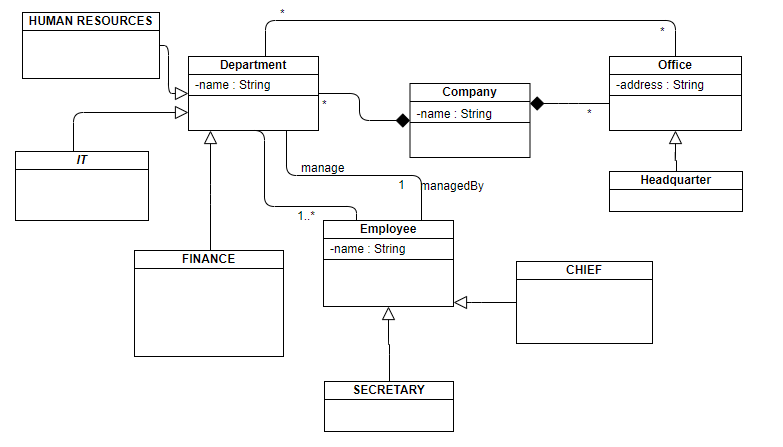 HUMAN RESOURCES
*
*
Department
-name : String
*
Company
-name : String
Office
-address : String
*
IT
manage
1
managedBy
Headquarter
1..*
Employee
-name : String
FINANCE
CHIEF
SECRETARY